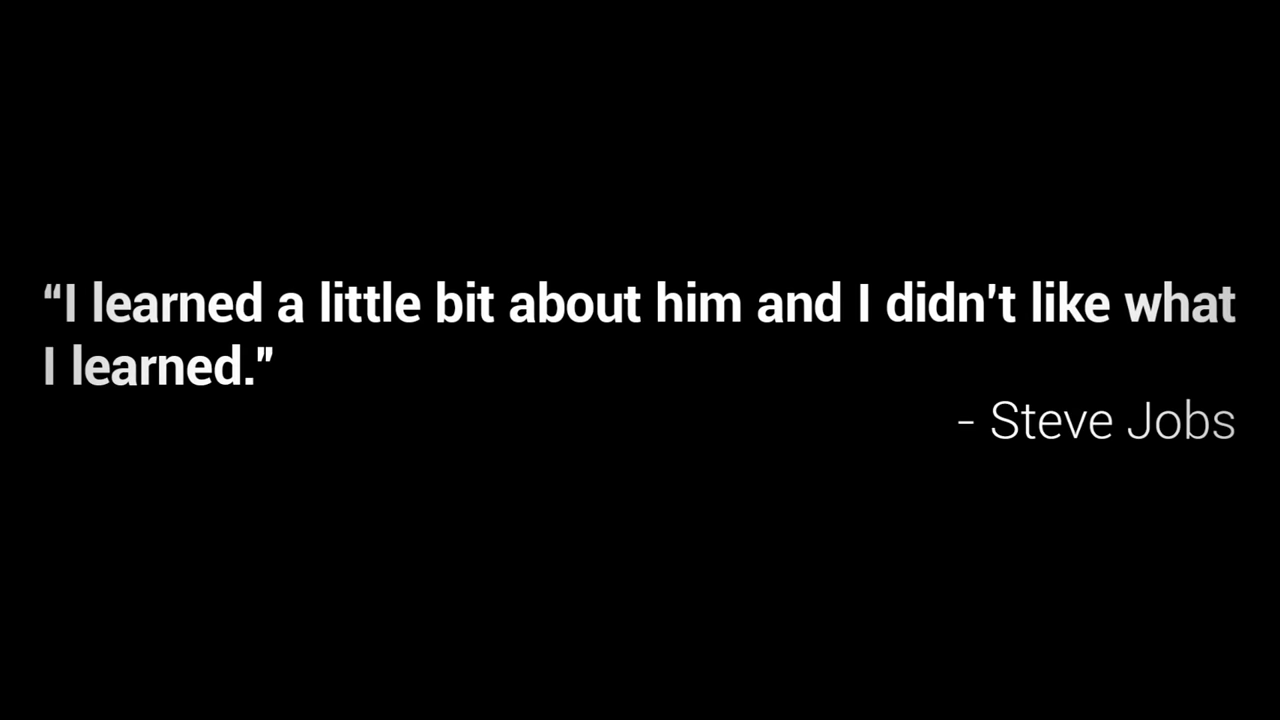 “I learned a little bit about him and I didn't like what
I learned.”
- Steve Jobs